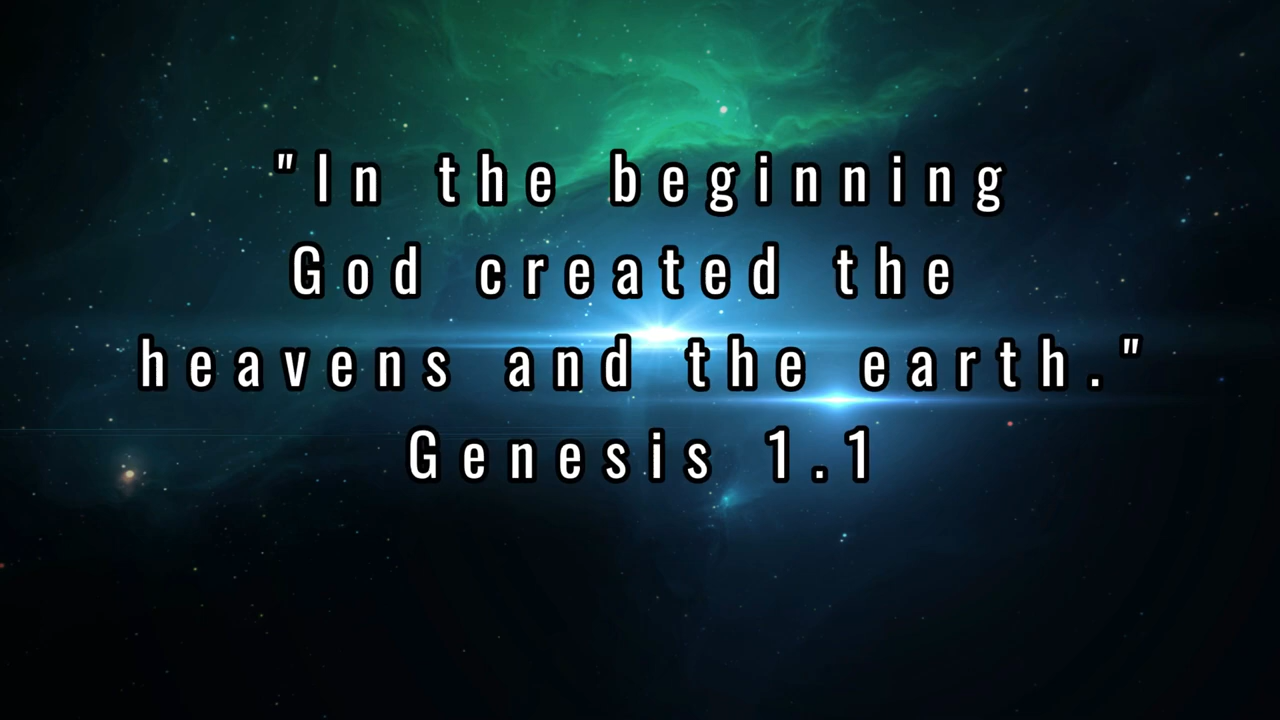 "In the beginning
God created the
heavens and the earth."
Genesis 1.1